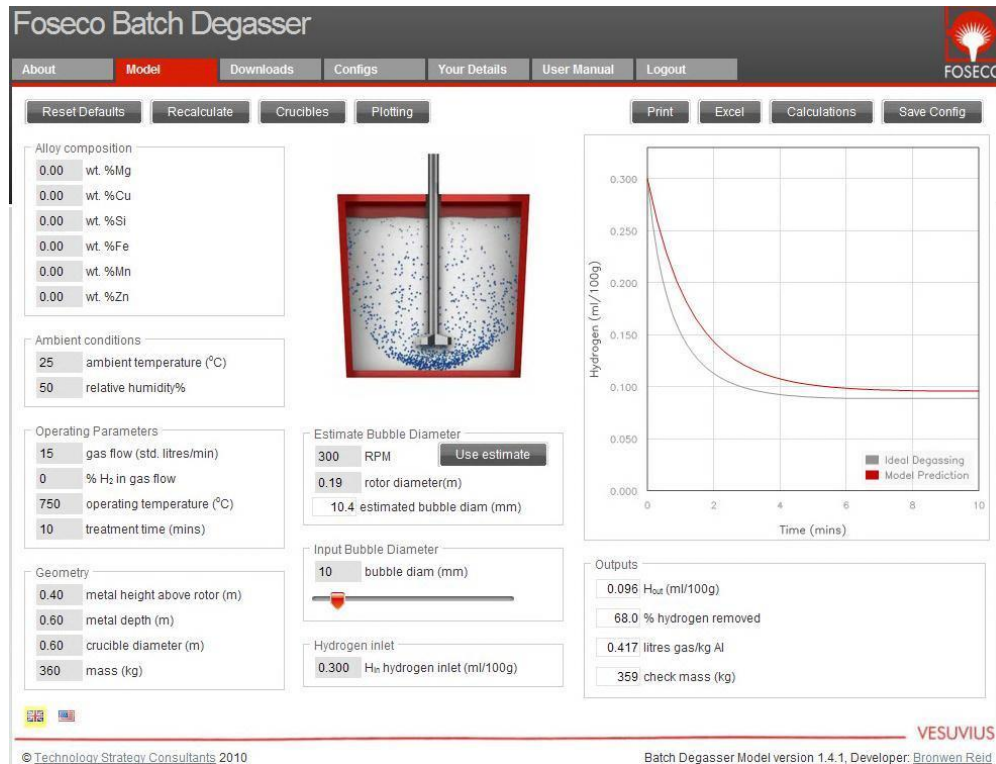 Foseco Batch Degasser
FOSECO
About Model Downloads Configs Your Details User Manual Logout
Reset Defaults Recalculate Crucibles Plotting Print Excel Calculations Save Config
Alloy composition
0.00 wt. %Mg
0.00 wt. %Cu
0.00 wt. %Si
0.00 wt. %Fe
0.00 wt. %Mn
0.00 wt. %Zn
Ambient conditions
25 ambient temperature (⁰C)
50 relative humidity%
Operating Parameters
15 gas flow (std. litres/min)
0 % H₂ in gas flow
750 operating temperature (⁰C)
10 treatment time (mins)
Geometry
0.40 metal height above rotor (m)
0.60 metal depth (m)
0.60 crucible diameter (m)
360 mass (kg)
Estimate Bubble Diameter
300 RPM Use estimate
0.19 rotor diameter(m)
10.4 estimated bubble diam (mm)
Input Bubble Diameter
10 bubble diam (mm)
Hydrogen inlet
0.300 Hin hydrogen inlet (ml/100g)
Hydrogen (ml/100g)
0.300
0.250
0.200
0.150
0.100
0.050
0.000
Ideal Degassing
Model Prediction
0 2 4 6 8 10
Time (mins)
Outputs
0.096 Hout (ml/100g)
68.0 % hydrogen removed
0.417 litres gas/kg Al
359 check mass (kg)
VESUVIUS
© Technology Strategy Consultants 2010 Batch Degasser Model version 1.4.1, Developer: Bronwen Reid